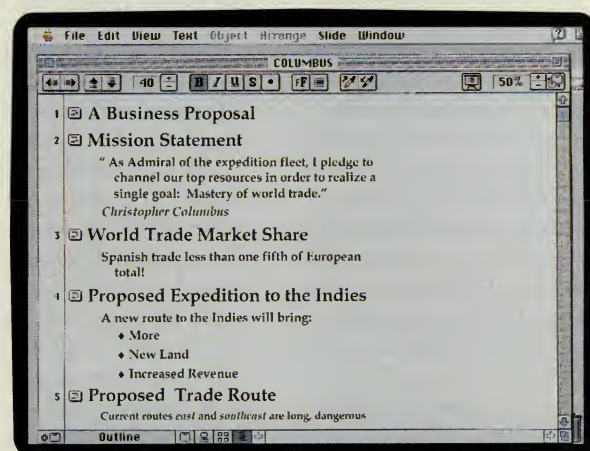 File Edit View Text Object Arrange Slide Window
COLUMBUS
40 B I U S 50%
1 A Business Proposal
2 Mission Statement
" As Admiral of the expedition fleet, I pledge to
channel our top resources in order to realize a
single goal: Mastery of world trade."
Christopher Columbus
3 World Trade Market Share
Spanish trade less than one fifth of European
total!
4 Proposed Expedition to the Indies
A new route to the Indies will bring:
♦ More
♦ New Land
♦ Increased Revenue
5 Proposed Trade Route
Current routes east and southeast are long, dangerous
Outline